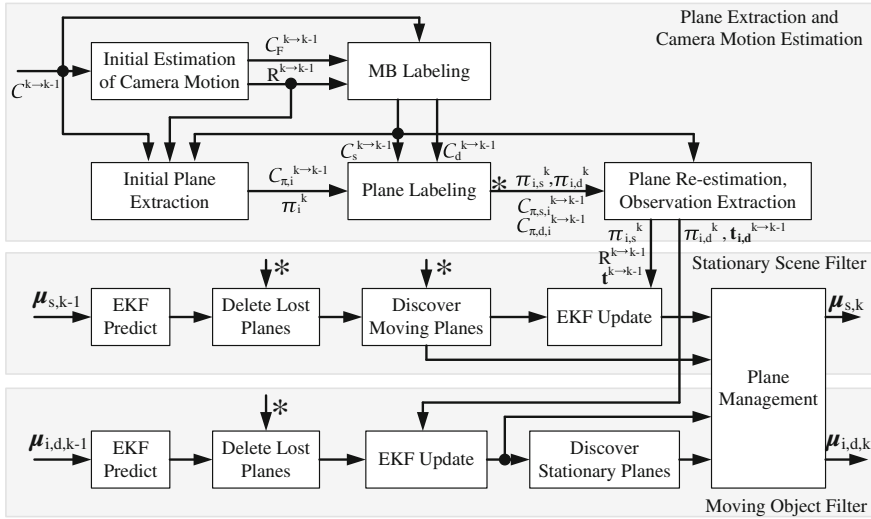 Plane Extraction and
Camera Motion Estimation
C^{k→k-1}
Initial Estimation
of Camera Motion
C_F^{k→k-1}
R^{k→k-1}
MB Labeling
C_s^{k→k-1}
C_d^{k→k-1}
Initial Plane
Extraction
C_{π,i}^{k→k-1}
π_i^k
Plane Labeling
* π_{i,s}^k, π_{i,d}^k
C_{π,s,i}^{k→k-1}
C_{π,d,i}^{k→k-1}
Plane Re-estimation,
Observation Extraction
π_{i,s}^k
R^{k→k-1}
t^{k→k-1}
π_{i,d}^k, t_{i,d}^{k→k-1}
Stationary Scene Filter
μ_{s,k-1}
EKF
Predict
*
Delete Lost
Planes
*
Discover
Moving Planes
EKF Update
Plane
Management
μ_{s,k}
μ_{i,d,k-1}
EKF
Predict
*
Delete Lost
Planes
EKF Update
Discover
Stationary Planes
μ_{i,d,k}
Moving Object Filter